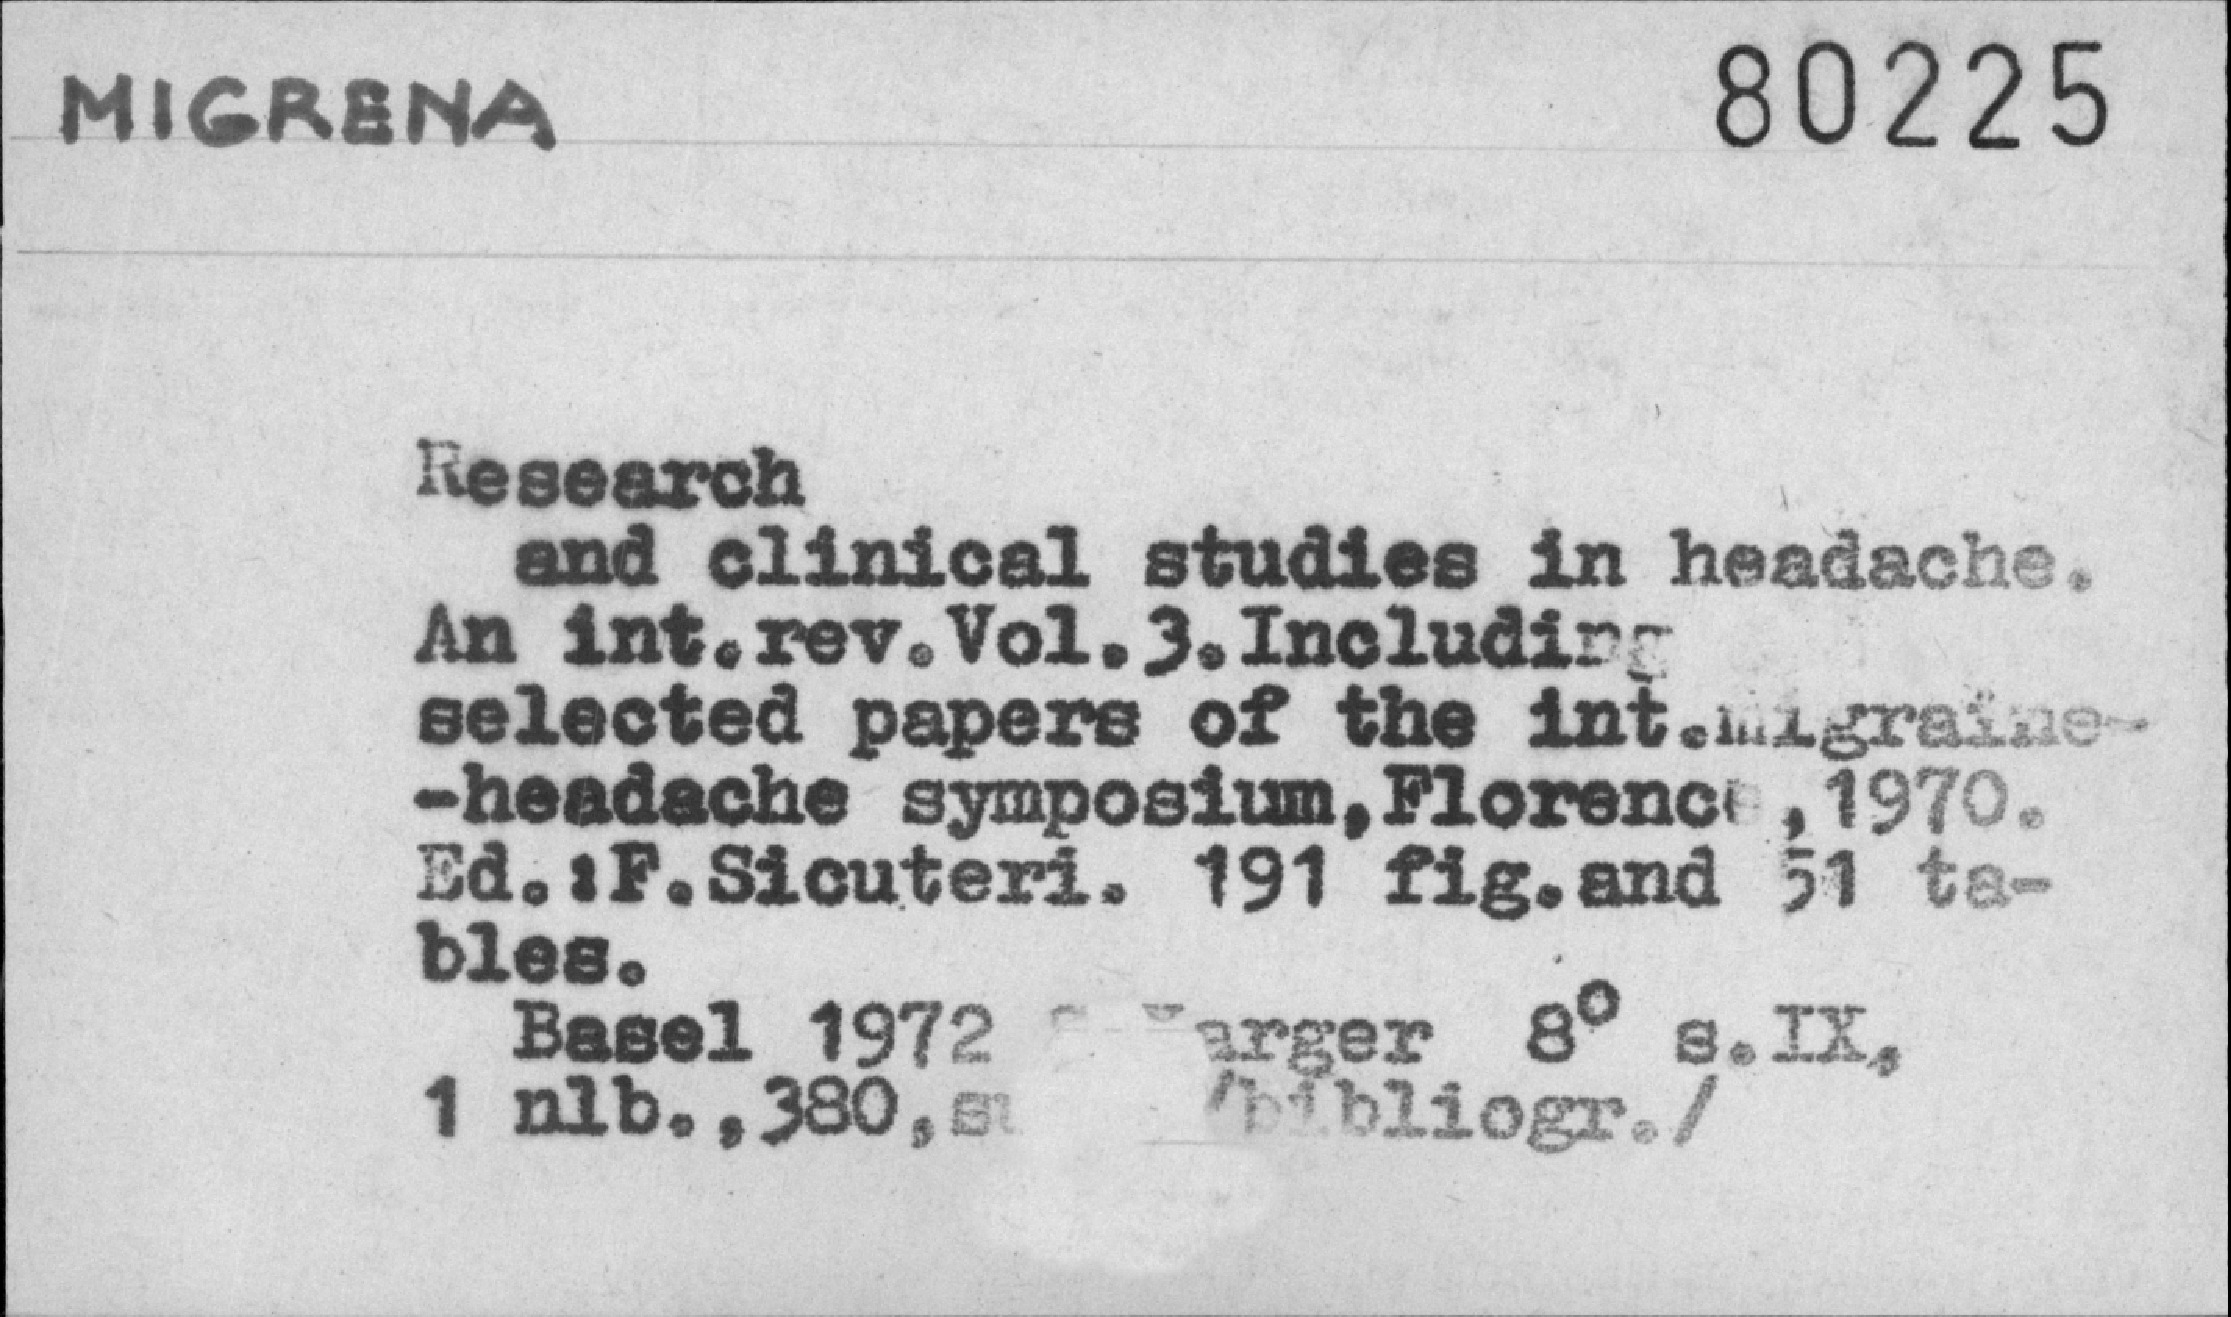 MIGRENA
80225
Research
and clinical studies in headache.
An int.rev.Vol.3.Including
selected papers of the int.migraine-
-headache symposium,Florence,1970.
Ed.:F.Sicuteri. 191 fig.and 51 ta-
bles.
Basel 1972 Karger 8º s.IX,
1 nlb.,380, /bibliogr./